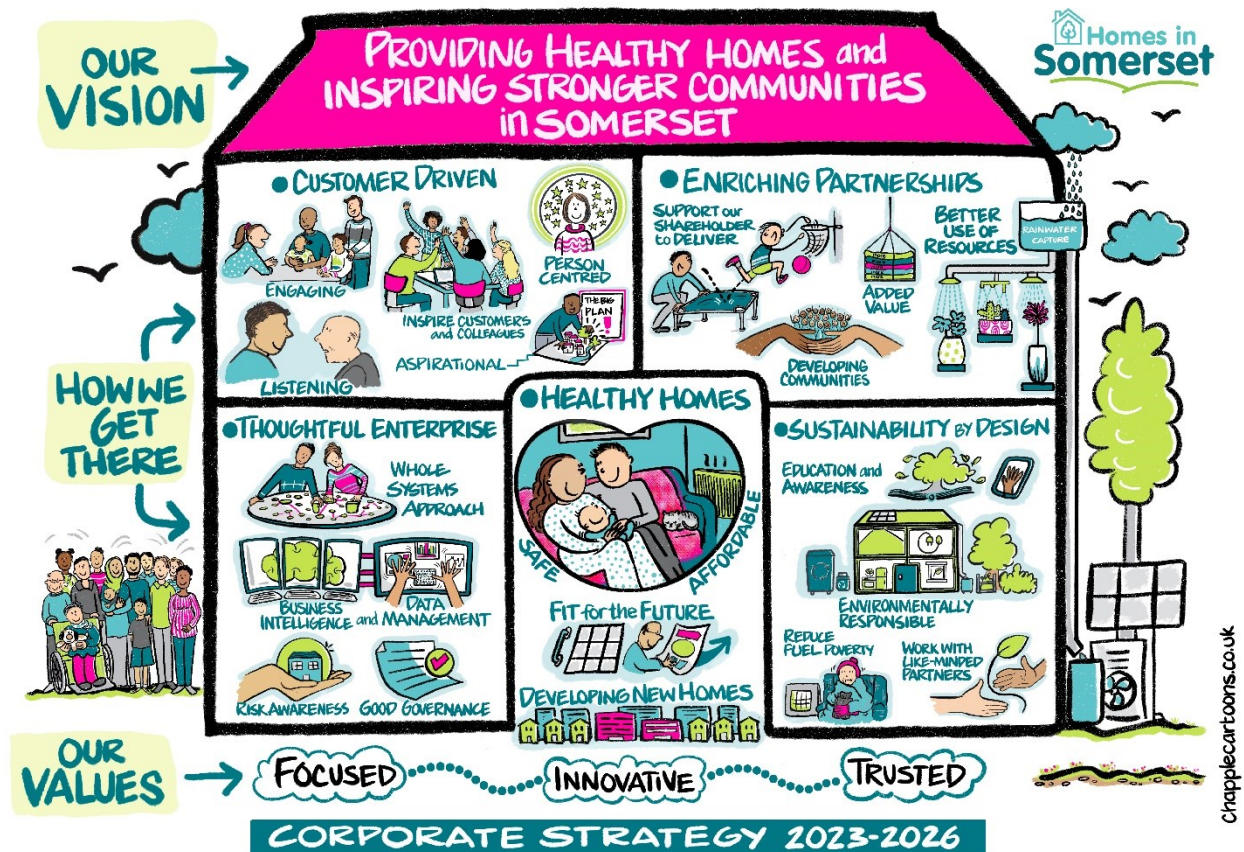 OUR
VISION
PROVIDING HEALTHY HOMES and
INSPIRING STRONGER COMMUNITIES
in SOMERSET
Homes in
Somerset
HOW WE
GET
THERE
● CUSTOMER DRIVEN
ENGAGING
INSPIRE CUSTOMERS
and COLLEAGUES
PERSON
CENTRED
THE BIG
PLAN
!
ASPIRATIONAL
LISTENING
● ENRICHING PARTNERSHIPS
SUPPORT our
SHAREHOLDER
to DELIVER
ADDED
VALUE
BETTER
USE OF
RESOURCES
RAINWATER
CAPTURE
DEVELOPING
COMMUNITIES
● THOUGHTFUL ENTERPRISE
WHOLE
SYSTEMS
APPROACH
BUSINESS
INTELLIGENCE and DATA
MANAGEMENT
RISK AWARENESS
GOOD GOVERNANCE
● HEALTHY HOMES
SAFE
AFFORDABLE
FIT for the FUTURE
DEVELOPING NEW HOMES
● SUSTAINABILITY BY DESIGN
EDUCATION and
AWARENESS
ENVIRONMENTALLY
RESPONSIBLE
REDUCE
FUEL POVERTY
WORK WITH
LIKE-MINDED
PARTNERS
OUR
VALUES
FOCUSED
INNOVATIVE
TRUSTED
CORPORATE STRATEGY 2023-2026
chapplecartoons.co.uk